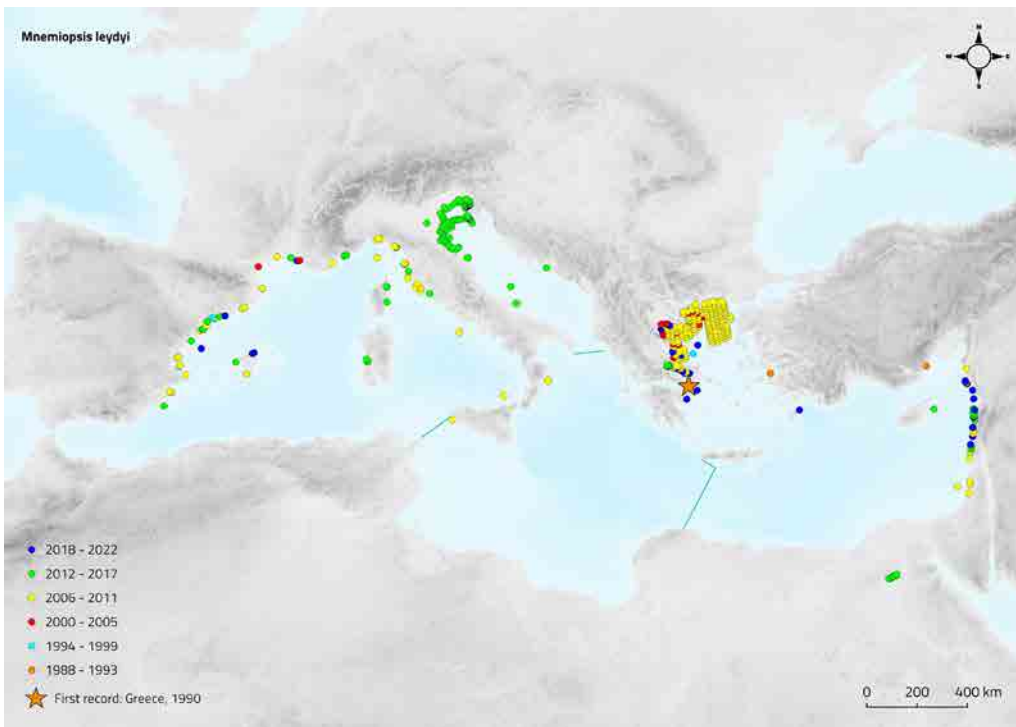 Mnemiopsis leydyi
N
W E
S
2018 - 2022
2012 - 2017
2006 - 2011
2000 - 2005
1994 - 1999
1988 - 1993
First record: Greece, 1990
0 200 400 km